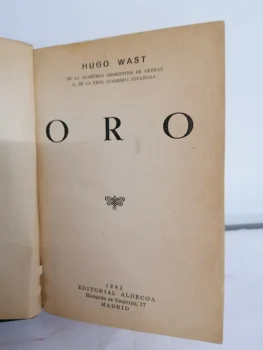 HUGO WAST
DE LA ACADEMIA ARGENTINA DE LETRAS
C. DE LA REAL ACADEMIA ESPAÑOLA
ORO
1942
EDITORIAL ALDECOA
MADRID